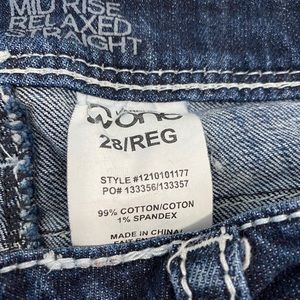 MID RISE
RELAXED
STRAIGHT
28/REG
STYLE #1210101177
PO# 133356/133357
99% COTTON/COTON
1% SPANDEX
MADE IN CHINA/